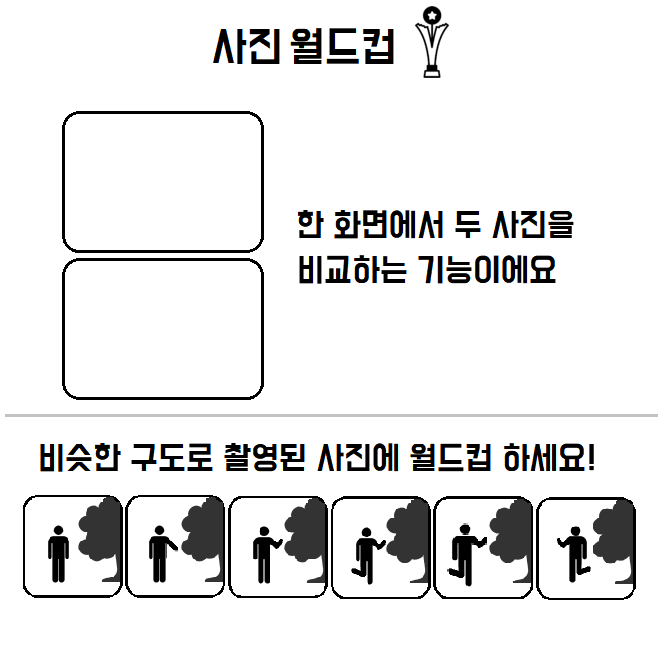 사진 월드컵
한 화면에서 두 사진을
비교하는 기능이에요
비슷한 구도로 촬영된 사진에 월드컵 하세요!